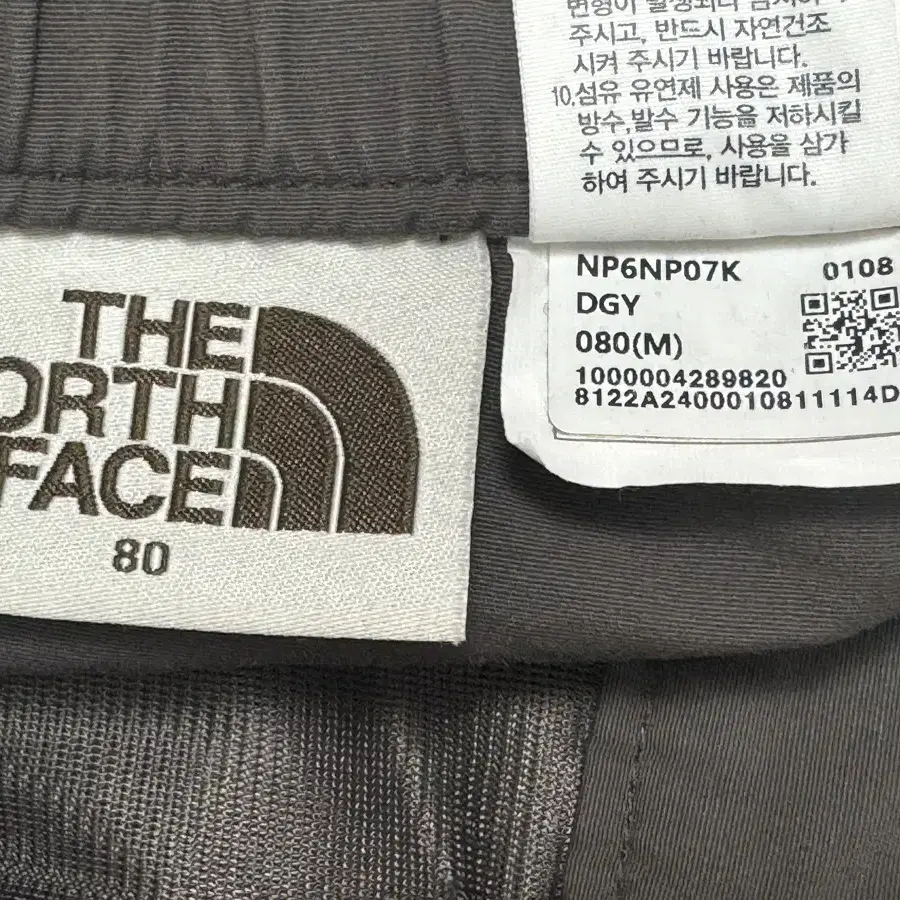 주시고, 반드시 자연건조
시켜 주시기 바랍니다.
10.섬유 유연제 사용은 제품의
방수,발수 기능을 저하시킬
수 있으므로, 사용을 삼가
하여 주시기 바랍니다.
NP6NP07K 0108
DGY
080(M)
1000004289820
8122A2400010811114D
THE
ORTH
FACE
80